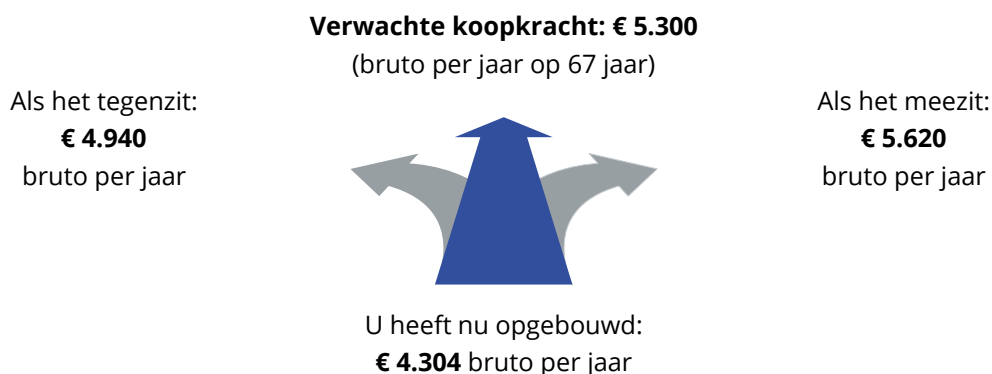 Verwachte koopkracht: € 5.300
(bruto per jaar op 67 jaar)
Als het tegenzit:
€ 4.940
bruto per jaar
Als het meezit:
€ 5.620
bruto per jaar
U heeft nu opgebouwd:
€ 4.304 bruto per jaar